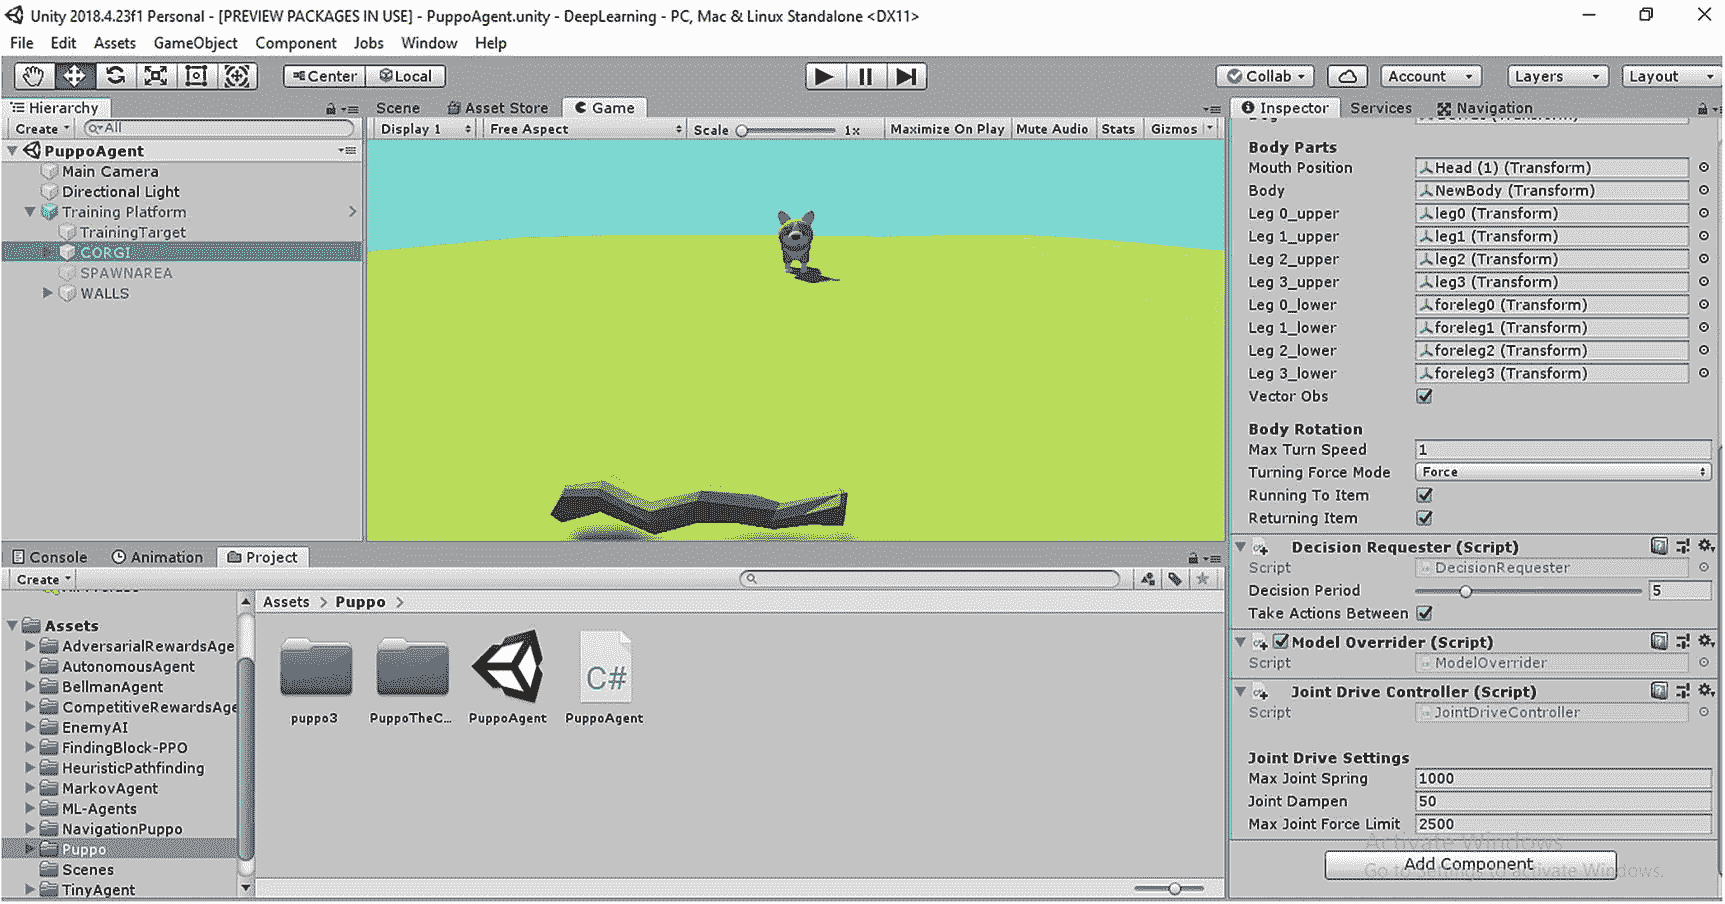 Unity 2018.4.23f1 Personal - [PREVIEW PACKAGES IN USE] - PuppoAgent.unity - DeepLearning - PC, Mac & Linux Standalone <DX11>
File Edit Assets GameObject Component Jobs Window Help
Center Local Collab Account Layers Layout
Hierarchy
Create All
PuppoAgent
Main Camera
Directional Light
Training Platform
TrainingTarget
CORGI
SPAWNAREA
WALLS
Scene Asset Store Game
Display 1 Free Aspect Scale 1x Maximize On Play Mute Audio Stats Gizmos
Inspector Services Navigation
Body Parts
Mouth Position Head (1) (Transform)
Body NewBody (Transform)
Leg 0_upper leg0 (Transform)
Leg 1_upper leg1 (Transform)
Leg 2_upper leg2 (Transform)
Leg 3_upper leg3 (Transform)
Leg 0_lower foreleg0 (Transform)
Leg 1_lower foreleg1 (Transform)
Leg 2_lower foreleg2 (Transform)
Leg 3_lower foreleg3 (Transform)
Vector Obs
Body Rotation
Max Turn Speed 1
Turning Force Mode Force
Running To Item
Returning Item
Decision Requester (Script)
Script DecisionRequester
Decision Period 5
Take Actions Between
Model Overrider (Script)
Script ModelOverrider
Joint Drive Controller (Script)
Script JointDriveController
Joint Drive Settings
Max Joint Spring 1000
Joint Dampen 50
Max Joint Force Limit 2500
Activate Windows
Add Component
Go to Settings to activate Windows.
Console Animation Project
Create
Assets
AdversarialRewardsAge
AutonomousAgent
BellmanAgent
CompetitiveRewardsAge
EnemyAI
FindingBlock-PPO
HeuristicPathfinding
MarkovAgent
ML-Agents
NavigationPuppo
Puppo
Scenes
TinyAgent
Assets > Puppo >
C#
puppo3 PuppoTheC... PuppoAgent PuppoAgent